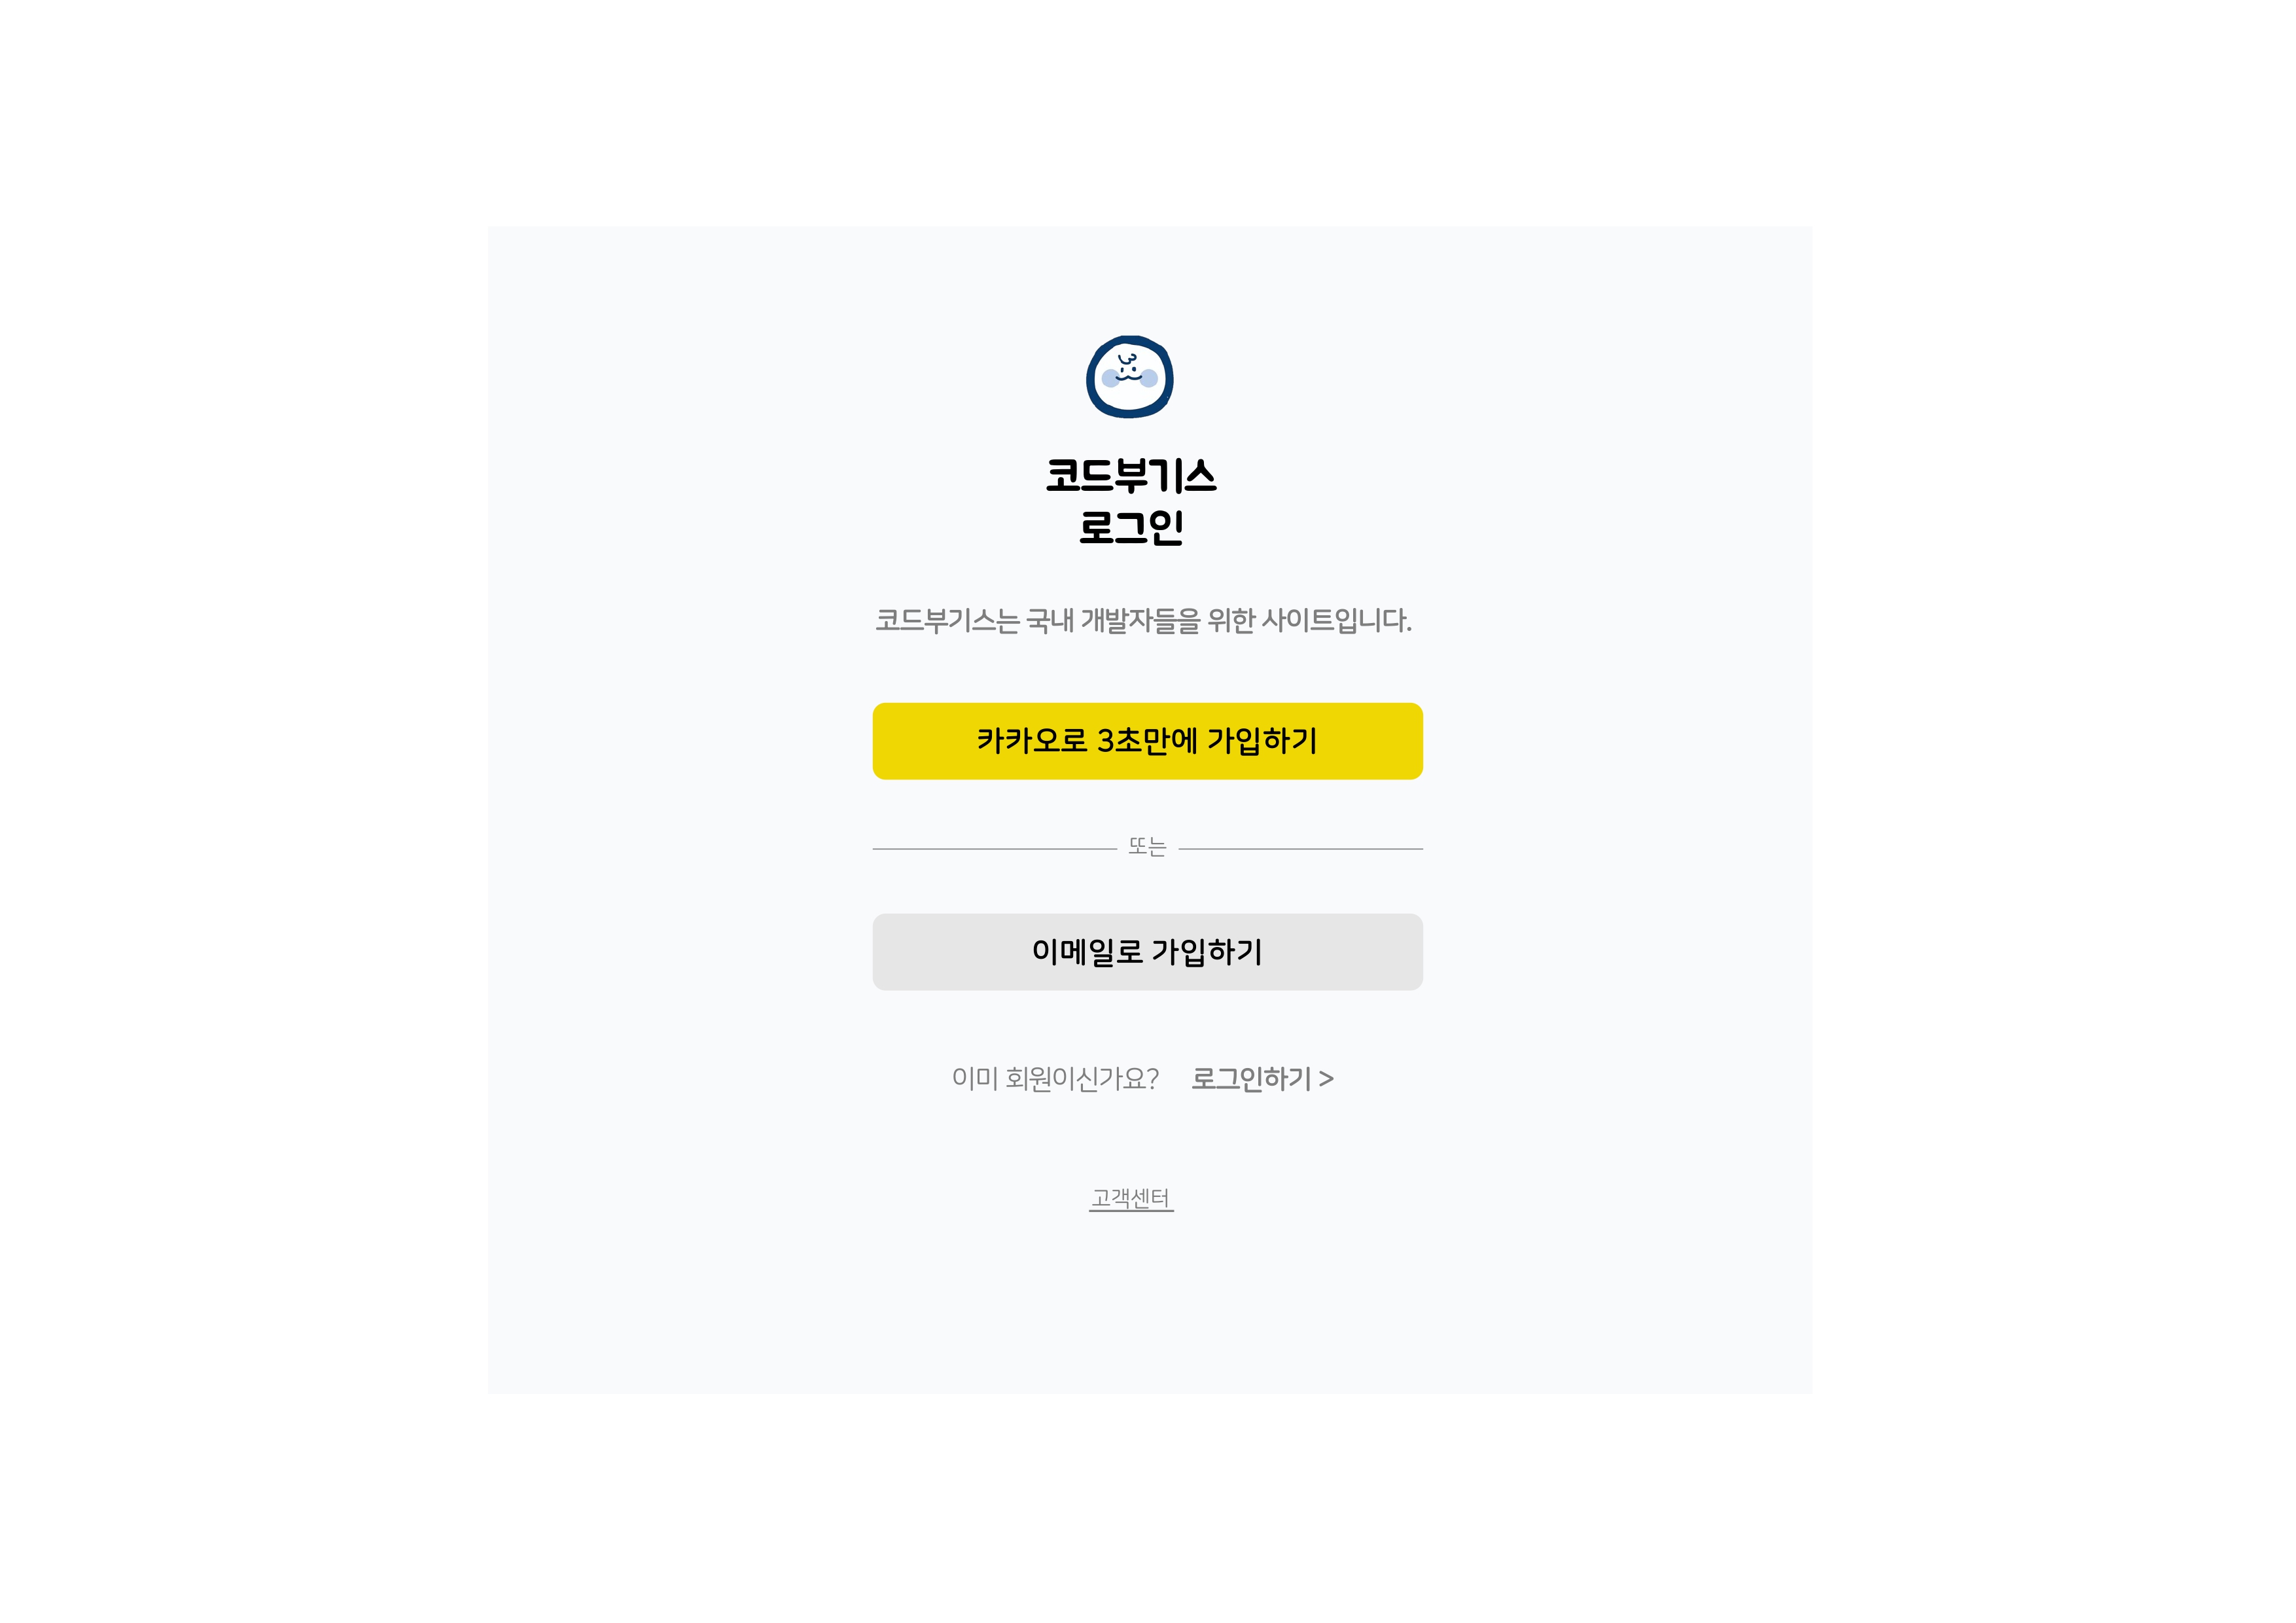 코드부기스
로그인
코드부기스는 국내 개발자들을 위한 사이트입니다.
카카오로 3초만에 가입하기
또는
이메일로 가입하기
이미 회원이신가요? 로그인하기 >
고객센터